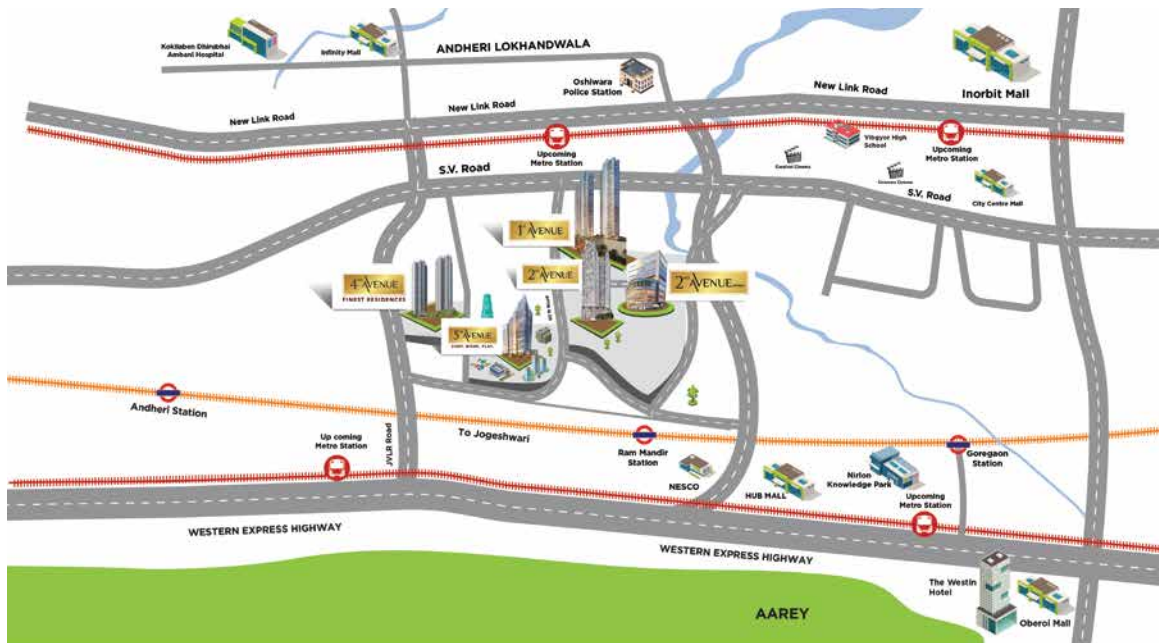 Kokilaben Dhirubhai
Ambani Hospital
Infinity Mall
ANDHERI LOKHANDWALA
Oshiwara
Police Station
Inorbit Mall
New Link Road
New Link Road
New Link Road
Upcoming
Metro Station
Vibgyor High
School
Upcoming
Metro Station
S.V. Road
S.V. Road
City Centre Mall
1st AVENUE
2nd AVENUE
2nd AVENUE
4th AVENUE
FINEST RESIDENCES
5th AVENUE
Andheri Station
To Jogeshwari
Up coming
Metro Station
JVLR Road
Ram Mandir
Station
Goregaon
Station
NESCO
HUB MALL
Nirlon
Knowledge Park
Upcoming
Metro Station
WESTERN EXPRESS HIGHWAY
WESTERN EXPRESS HIGHWAY
The Westin
Hotel
Oberoi Mall
AAREY